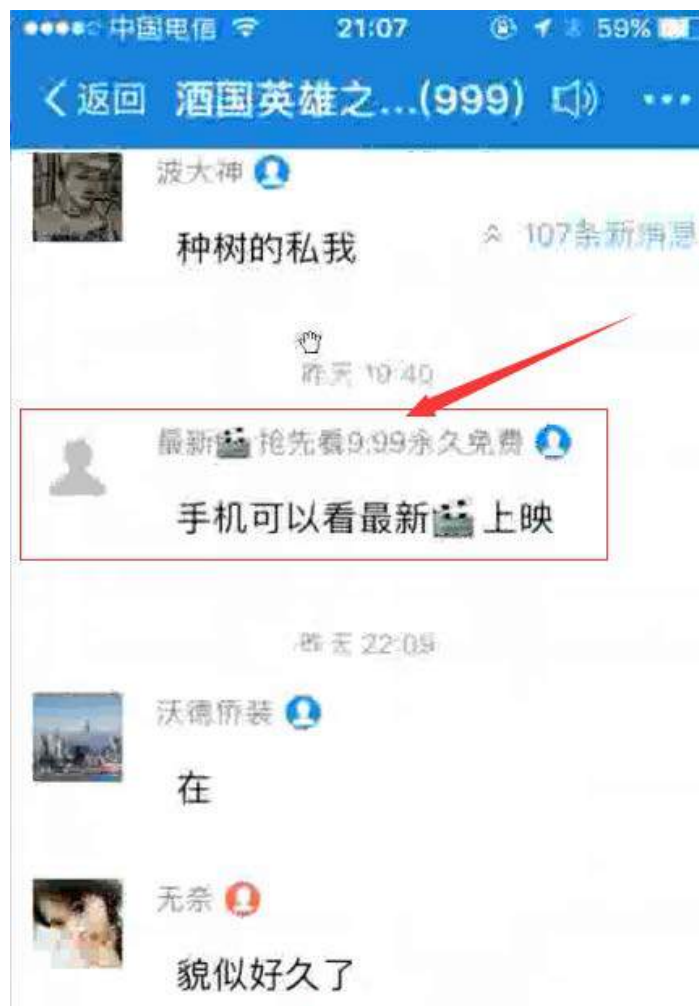 中国电信 21:07 59%
返回 酒国英雄之...(999)
波大神
种树的私我
107条新消息
昨天 19:40
最新🎬抢先看9.99永久免费
手机可以看最新🎬上映
昨天 22:09
沃德侨装
在
无奈
貌似好久了